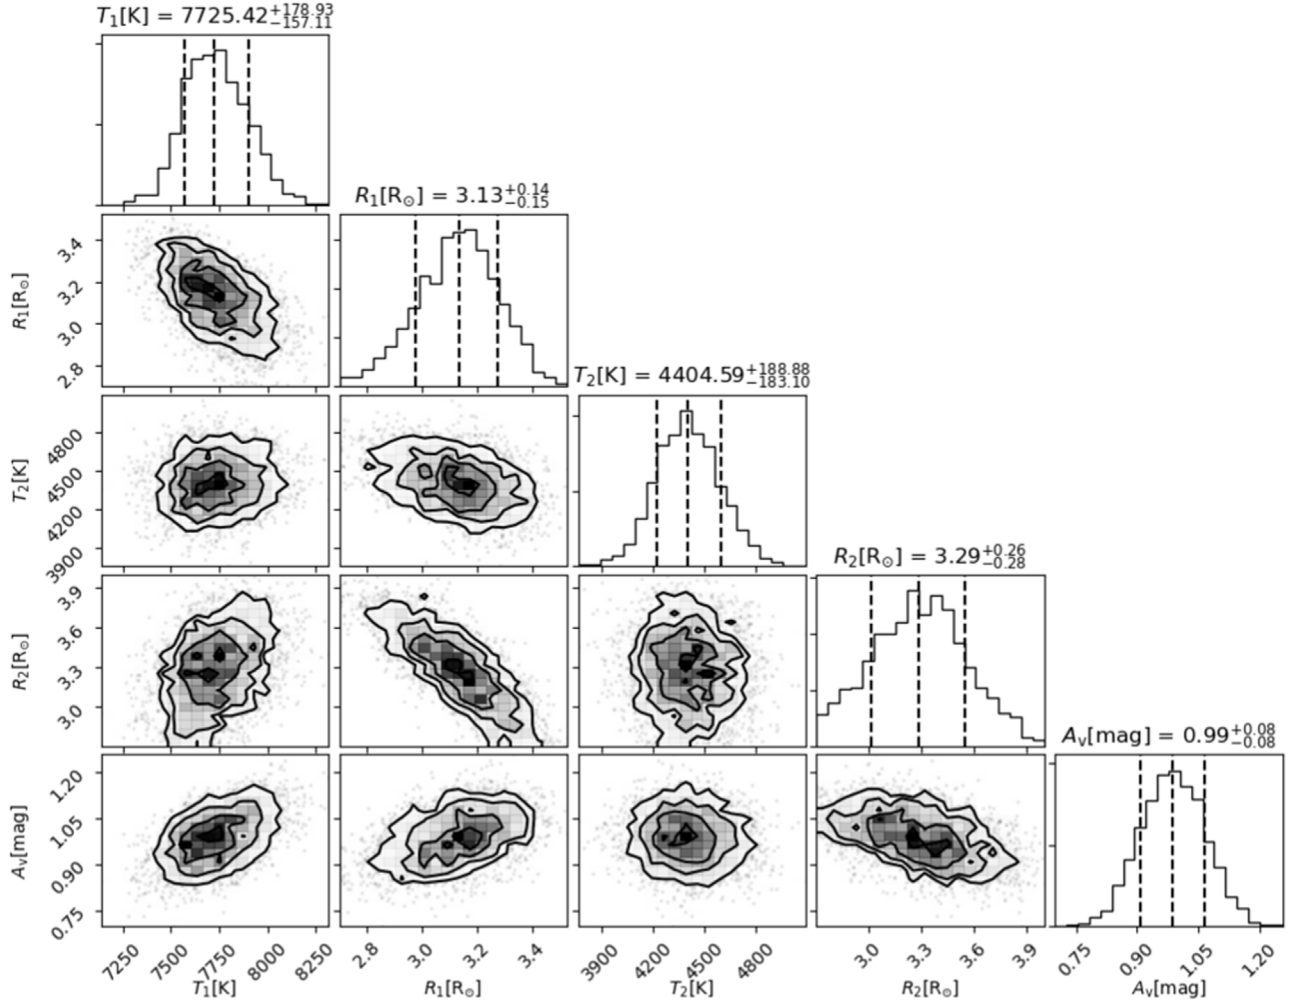 T₁[K] = 7725.42+178.93−157.11
R₁[R⊙] = 3.13+0.14−0.15
3.4
3.2
3.0
2.8
R₁[R⊙]
T₂[K] = 4404.59+188.88−183.10
4800
4500
4200
3900
T₂[K]
R₂[R⊙] = 3.29+0.26−0.28
3.9
3.6
3.3
3.0
R₂[R⊙]
Aᵥ[mag] = 0.99+0.08−0.08
1.20
1.05
0.90
0.75
Aᵥ[mag]
7250 7500 7750 8000 8250
2.8 3.0 3.2 3.4
3900 4200 4500 4800
3.0 3.3 3.6 3.9
0.75 0.90 1.05 1.20
T₁[K] R₁[R⊙] T₂[K] R₂[R⊙] Aᵥ[mag]